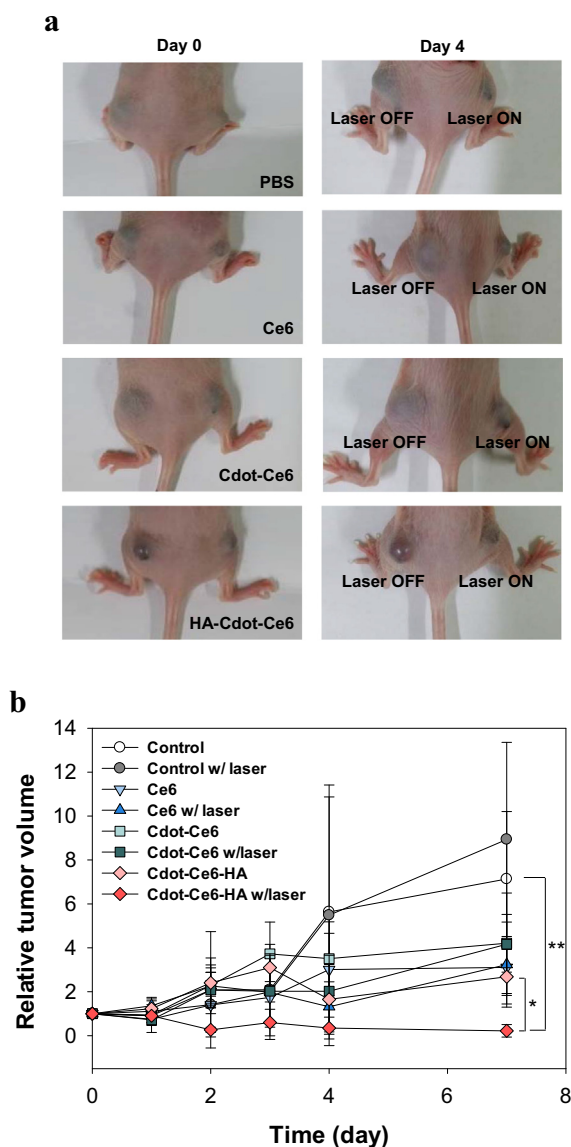 a
Day 0
Day 4
PBS
Laser OFF
Laser ON
Ce6
Laser OFF
Laser ON
Cdot-Ce6
Laser OFF
Laser ON
HA-Cdot-Ce6
Laser OFF
Laser ON
b
14
12
10
8
6
4
2
0
Relative tumor volume
Control
Control w/ laser
Ce6
Ce6 w/ laser
Cdot-Ce6
Cdot-Ce6 w/laser
Cdot-Ce6-HA
Cdot-Ce6-HA w/laser
**
*
0 2 4 6 8
Time (day)